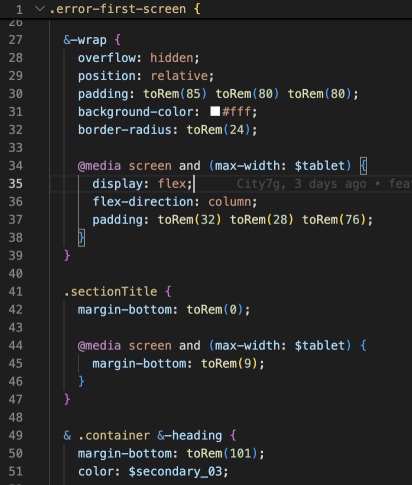 1 .error-first-screen {
26
27 &-wrap {
28 overflow: hidden;
29 position: relative;
30 padding: toRem(85) toRem(80) toRem(80);
31 background-color: #fff;
32 border-radius: toRem(24);
33
34 @media screen and (max-width: $tablet) {
35 display: flex; City7g, 3 days ago • fea
36 flex-direction: column;
37 padding: toRem(32) toRem(28) toRem(76);
38 }
39 }
40
41 .sectionTitle {
42 margin-bottom: toRem(0);
43
44 @media screen and (max-width: $tablet) {
45 margin-bottom: toRem(9);
46 }
47 }
48
49 & .container &-heading {
50 margin-bottom: toRem(101);
51 color: $secondary_03;